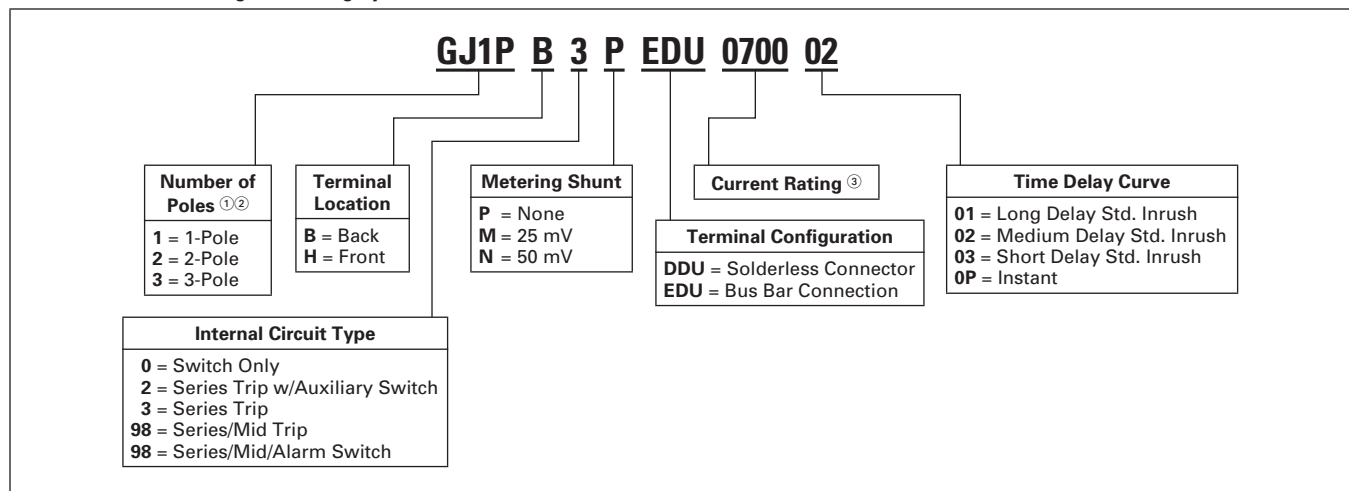 GJ1P B 3 P EDU 0700 02
Number of
Poles ①②
1 = 1-Pole
2 = 2-Pole
3 = 3-Pole
Terminal
Location
B = Back
H = Front
Metering Shunt
P = None
M = 25 mV
N = 50 mV
Current Rating ③
Terminal Configuration
DDU = Solderless Connector
EDU = Bus Bar Connection
Time Delay Curve
01 = Long Delay Std. Inrush
02 = Medium Delay Std. Inrush
03 = Short Delay Std. Inrush
0P = Instant
Internal Circuit Type
0 = Switch Only
2 = Series Trip w/Auxiliary Switch
3 = Series Trip
98 = Series/Mid Trip
98 = Series/Mid/Alarm Switch